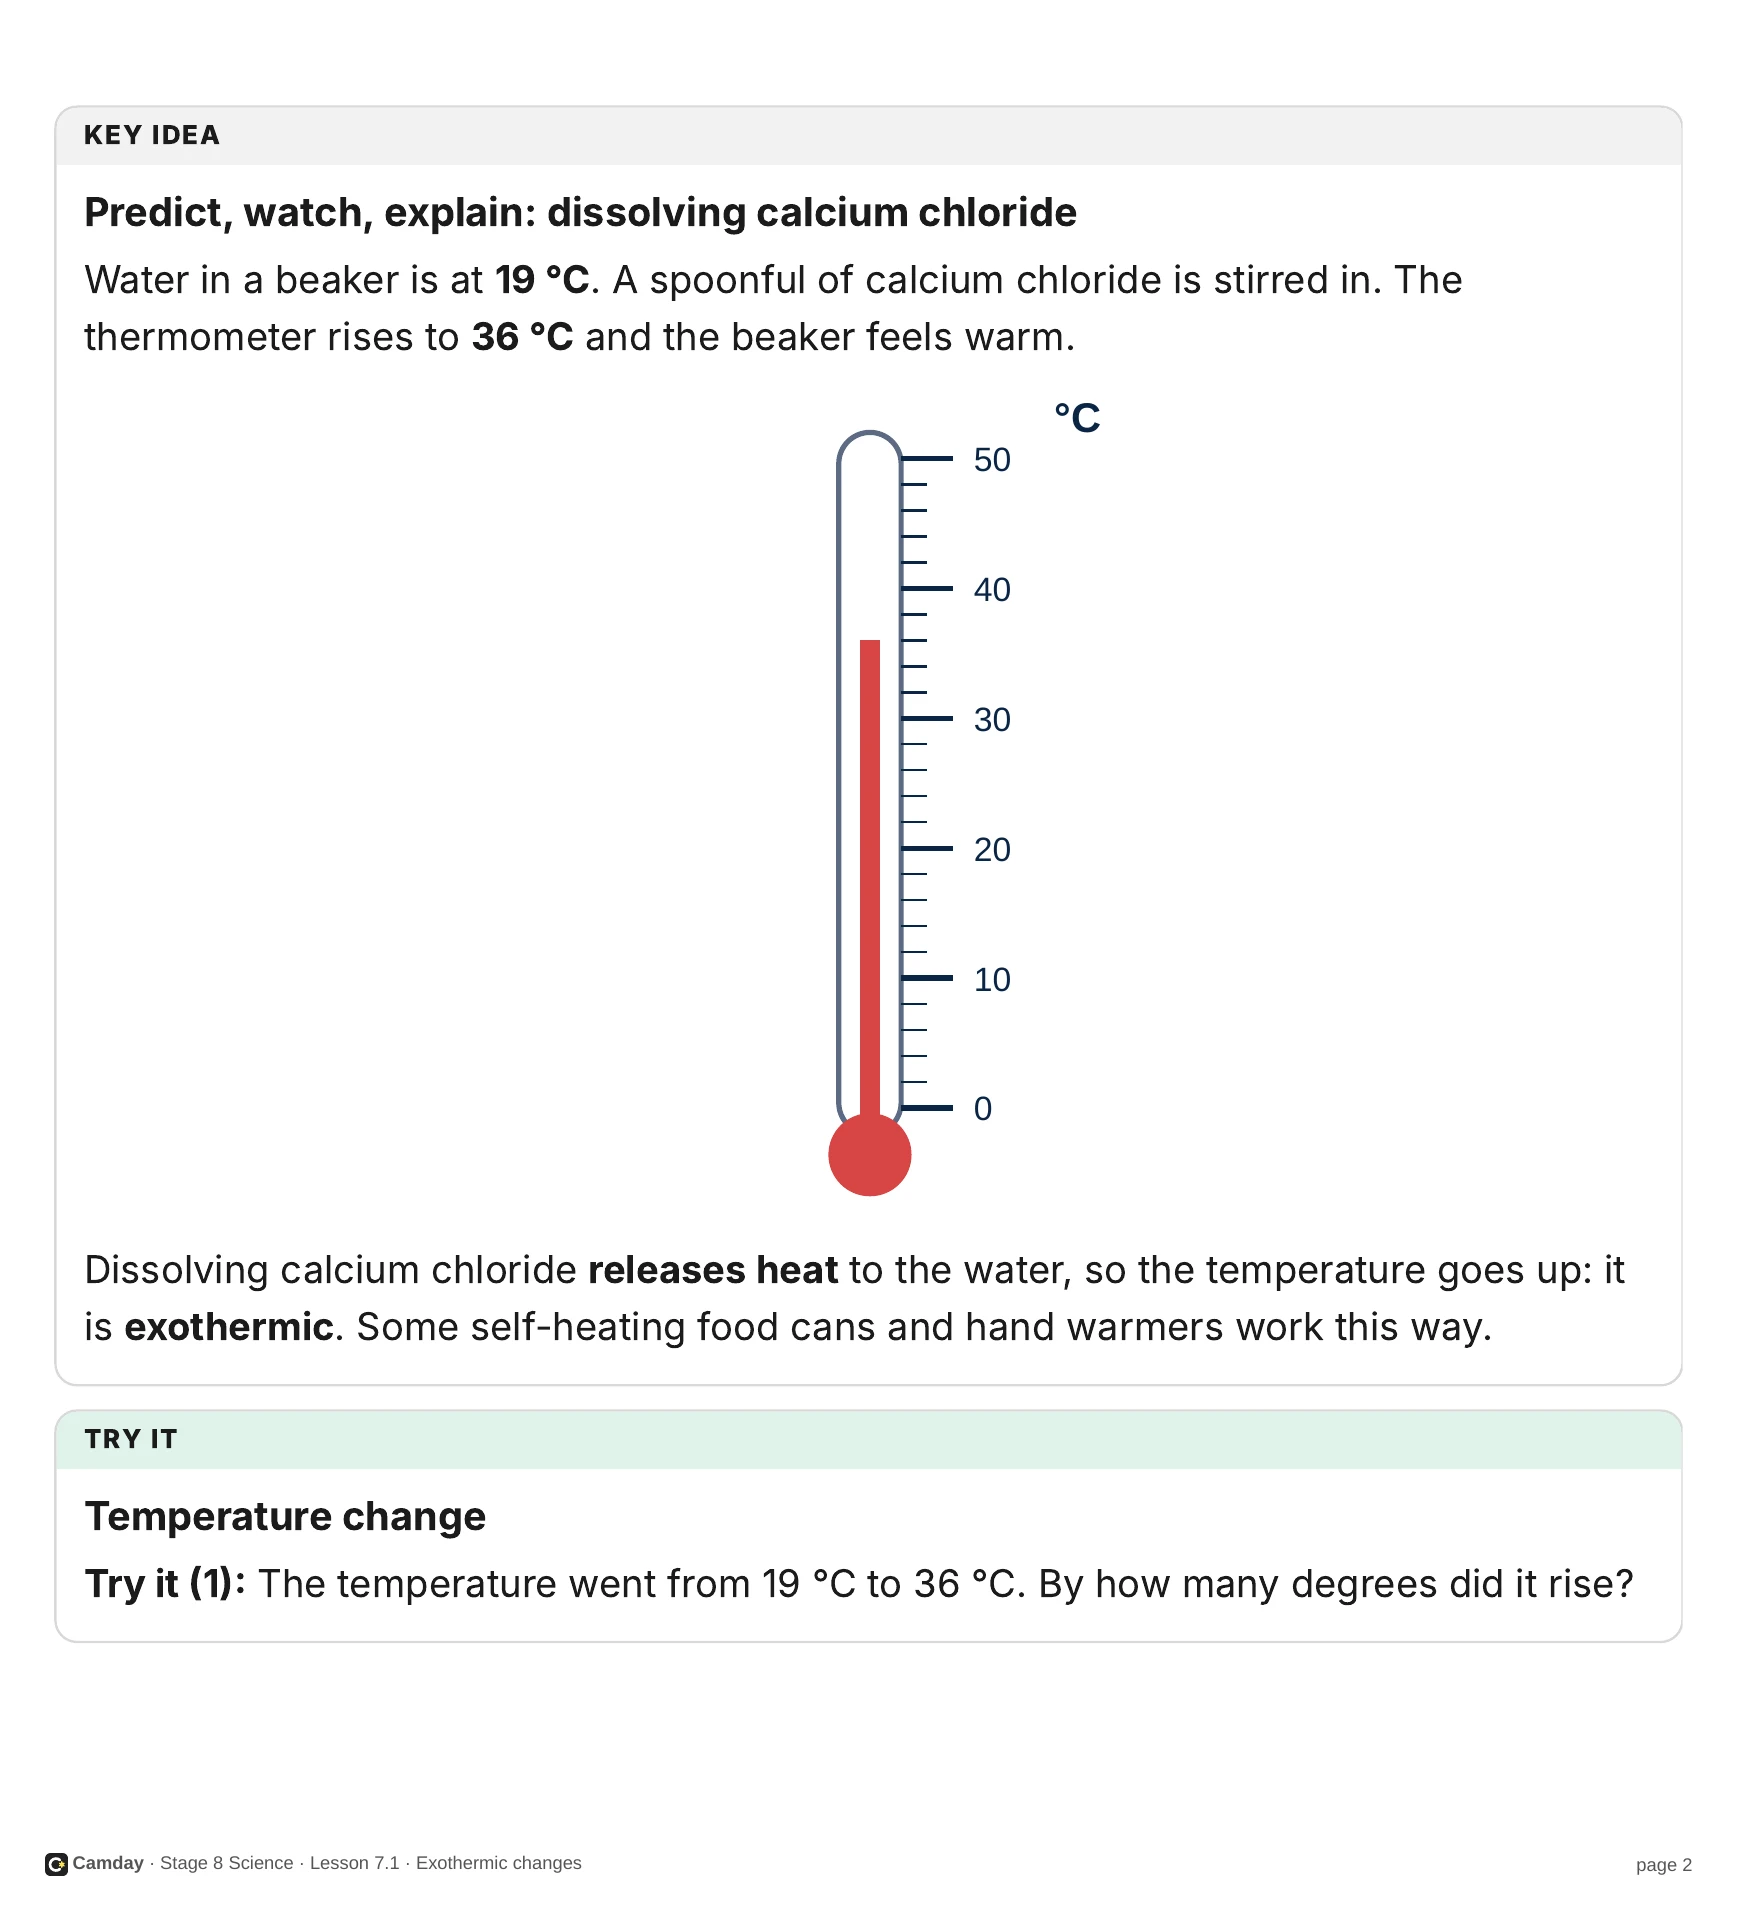 KEY IDEA
Predict, watch, explain: dissolving calcium chloride
Water in a beaker is at 19 °C. A spoonful of calcium chloride is stirred in. The
thermometer rises to 36 °C and the beaker feels warm.
°C
50
40
30
20
10
0
Dissolving calcium chloride releases heat to the water, so the temperature goes up: it
is exothermic. Some self-heating food cans and hand warmers work this way.
TRY IT
Temperature change
Try it (1): The temperature went from 19 °C to 36 °C. By how many degrees did it rise?
Camday · Stage 8 Science · Lesson 7.1 · Exothermic changes
page 2